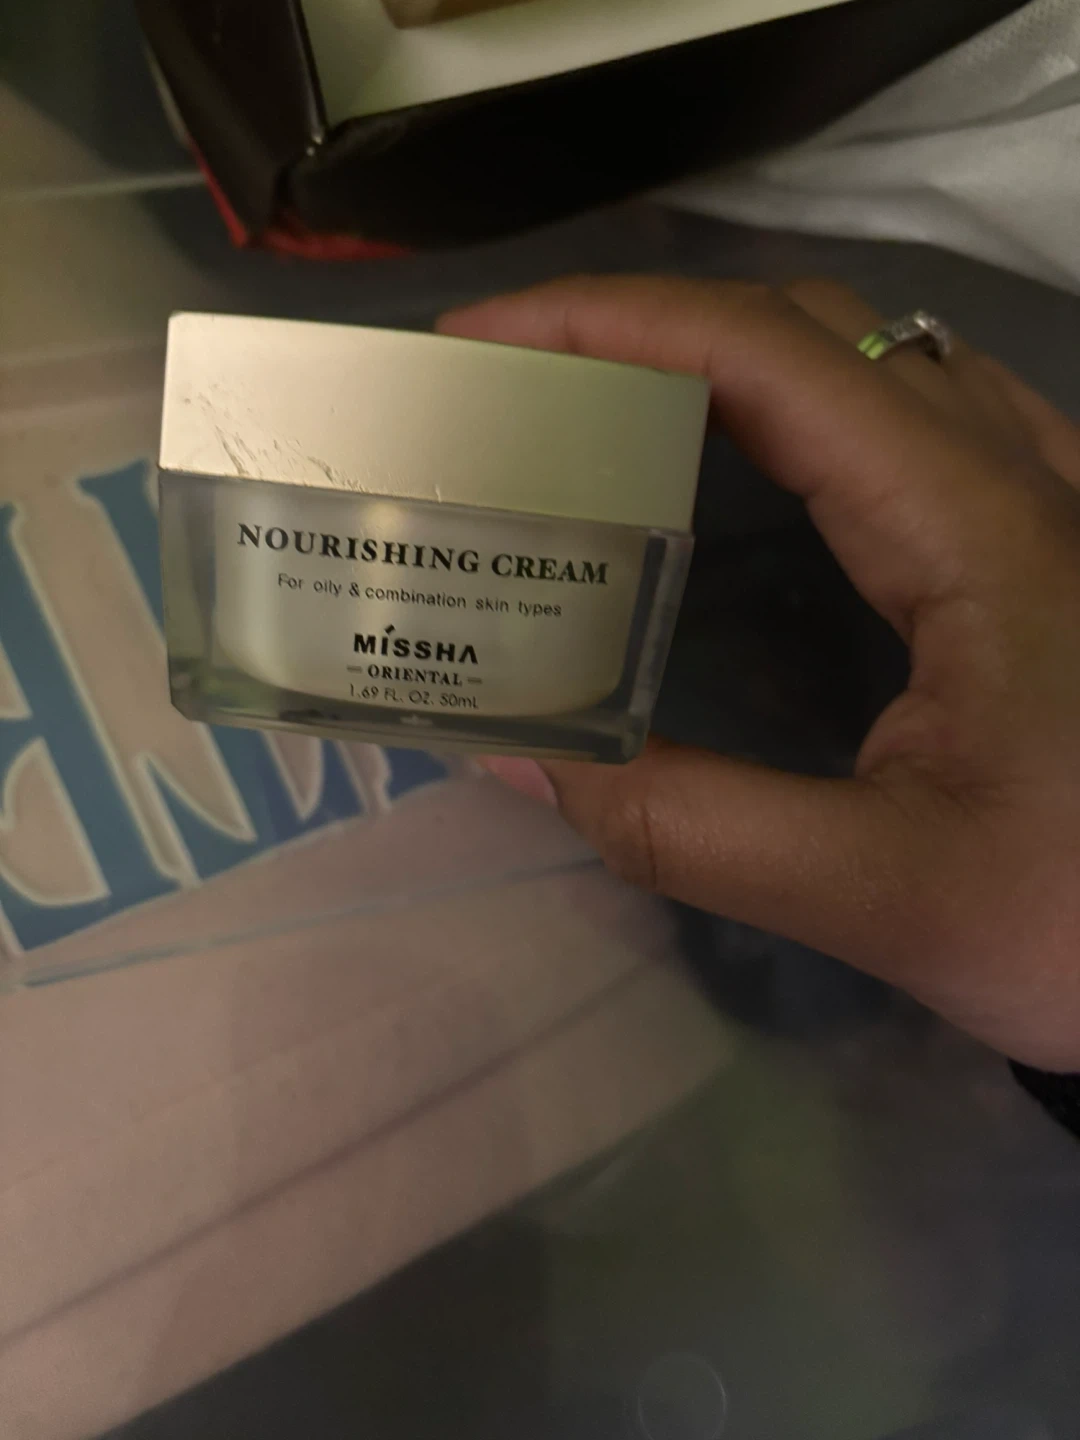 NOURISHING CREAM
For oily & combination skin types
MÍSSHA
ORIENTAL
1.69 FL. OZ. 50mL